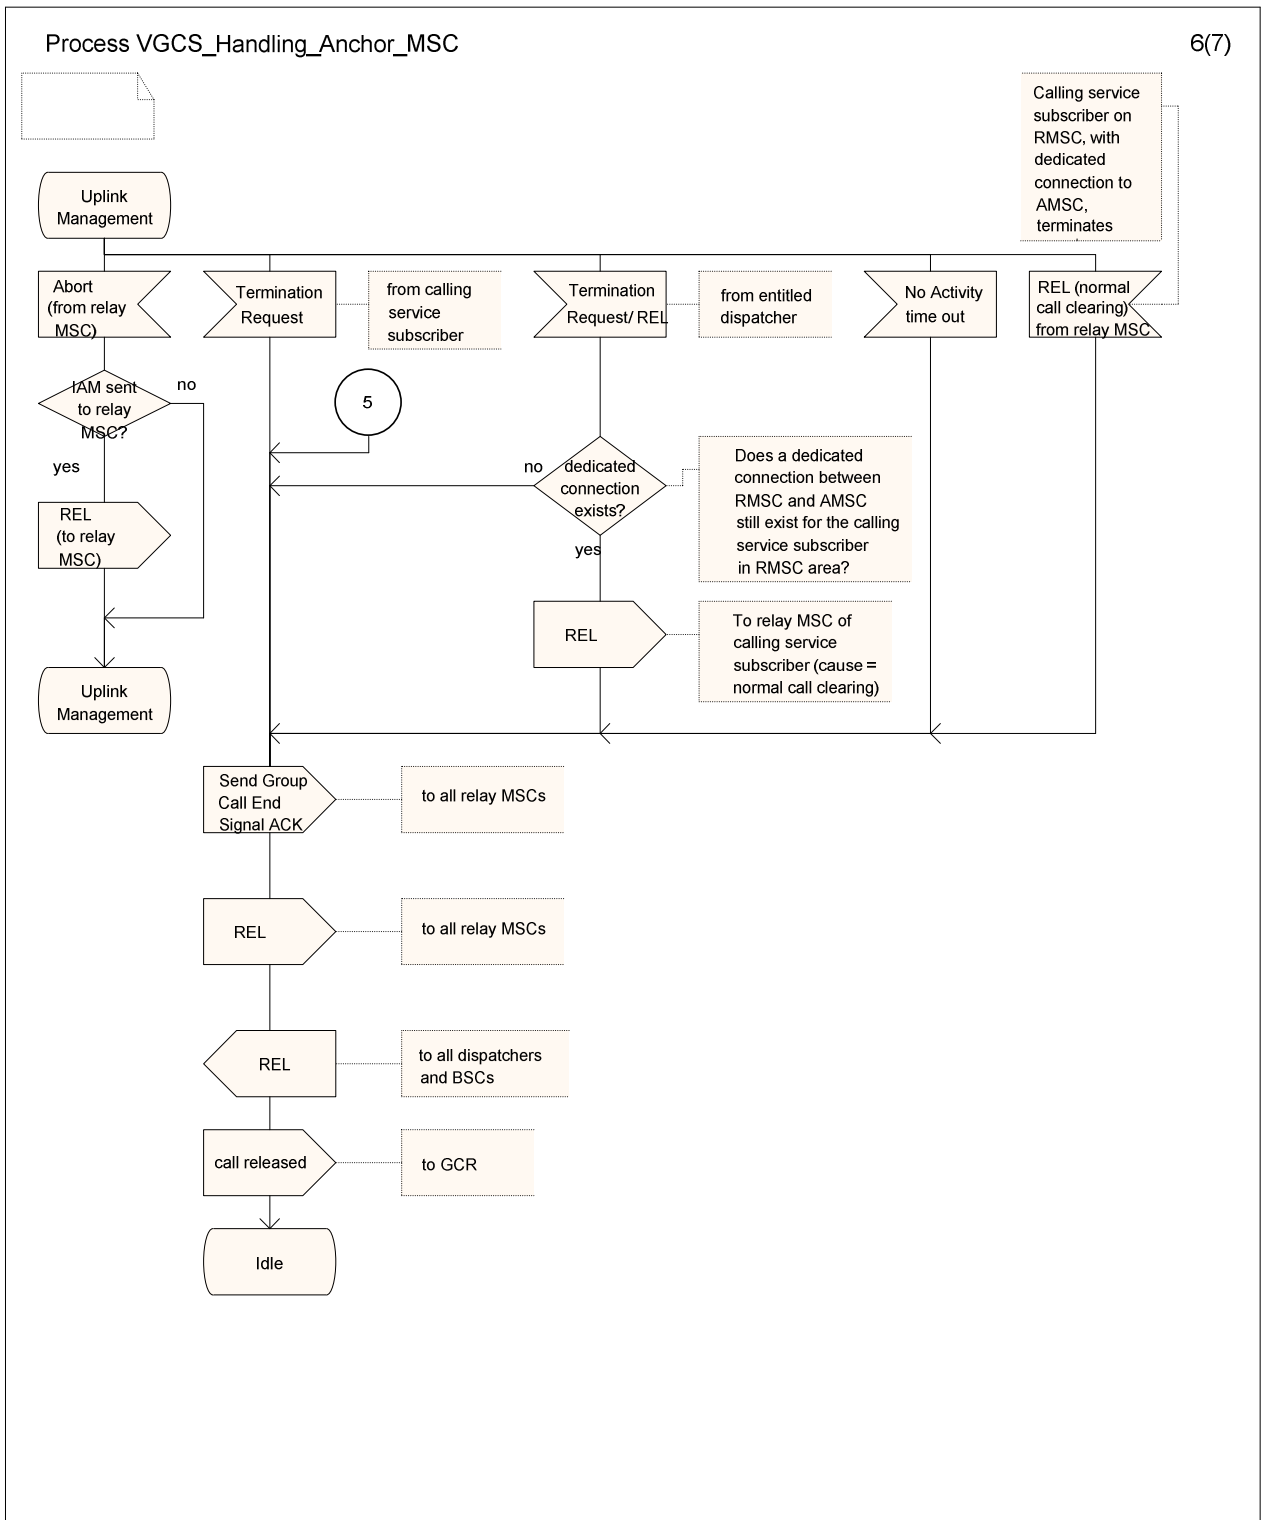 Process VGCS_Handling_Anchor_MSC
6(7)
Calling service
subscriber on
RMSC, with
dedicated
connection to
AMSC,
terminates
Uplink
Management
Abort
(from relay
MSC)
Termination
Request
from calling
service
subscriber
Termination
Request/ REL
from entitled
dispatcher
No Activity
time out
REL (normal
call clearing)
from relay MSC
IAM sent
to relay
MSC?
no
yes
5
no
dedicated
connection
exists?
yes
Does a dedicated
connection between
RMSC and AMSC
still exist for the calling
service subscriber
in RMSC area?
REL
(to relay
MSC)
REL
To relay MSC of
calling service
subscriber (cause =
normal call clearing)
Uplink
Management
Send Group
Call End
Signal ACK
to all relay MSCs
REL
to all relay MSCs
REL
to all dispatchers
and BSCs
call released
to GCR
Idle